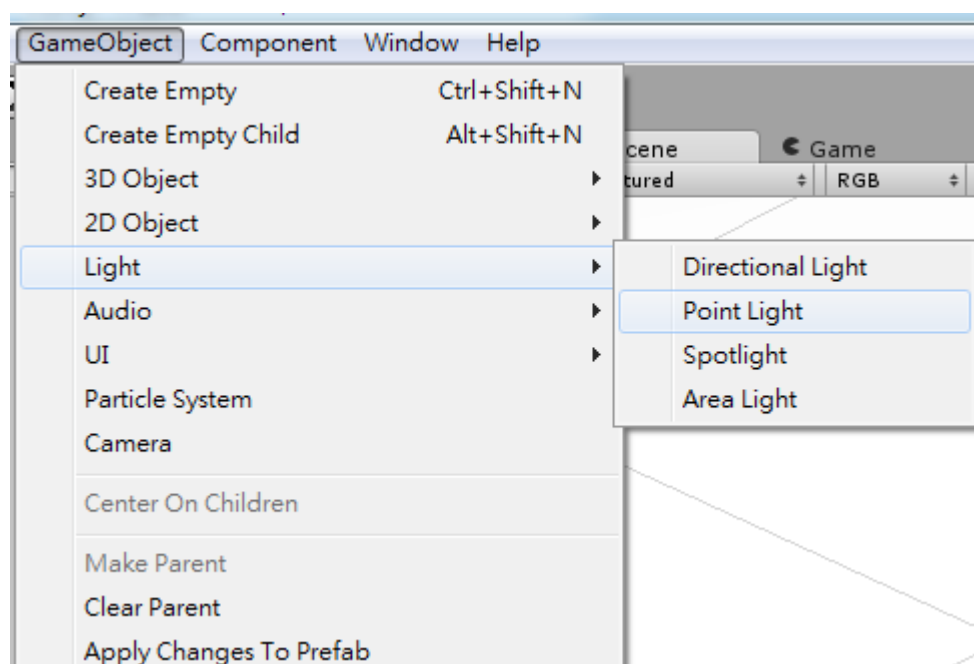 GameObject Component Window Help
Create Empty Ctrl+Shift+N
Create Empty Child Alt+Shift+N
cene Game
3D Object
tured RGB
2D Object
Light
Directional Light
Audio
Point Light
UI
Spotlight
Particle System
Area Light
Camera
Center On Children
Make Parent
Clear Parent
Apply Changes To Prefab